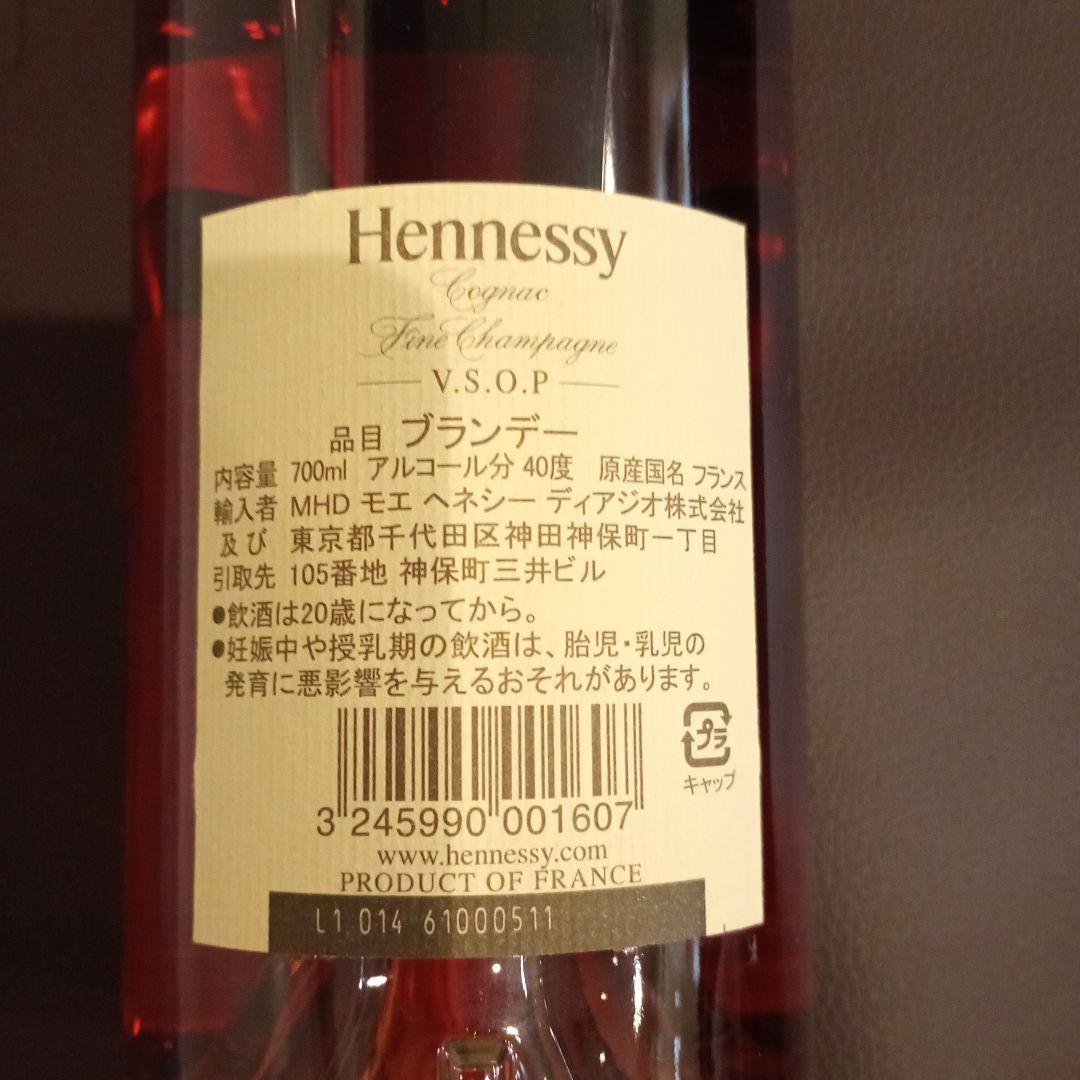 Hennessy
Cognac
Fine Champagne
V.S.O.P
品目 ブランデー
内容量 700ml アルコール分 40度 原産国名 フランス
輸入者 MHD モエ ヘネシー ディアジオ株式会社
及び 東京都千代田区神田神保町一丁目
引取先 105番地 神保町三井ビル
●飲酒は20歳になってから。
●妊娠中や授乳期の飲酒は、胎児・乳児の
発育に悪影響を与えるおそれがあります。
プラ
キャップ
3 245990 001607
www.hennessy.com
PRODUCT OF FRANCE
L1 014 61000511